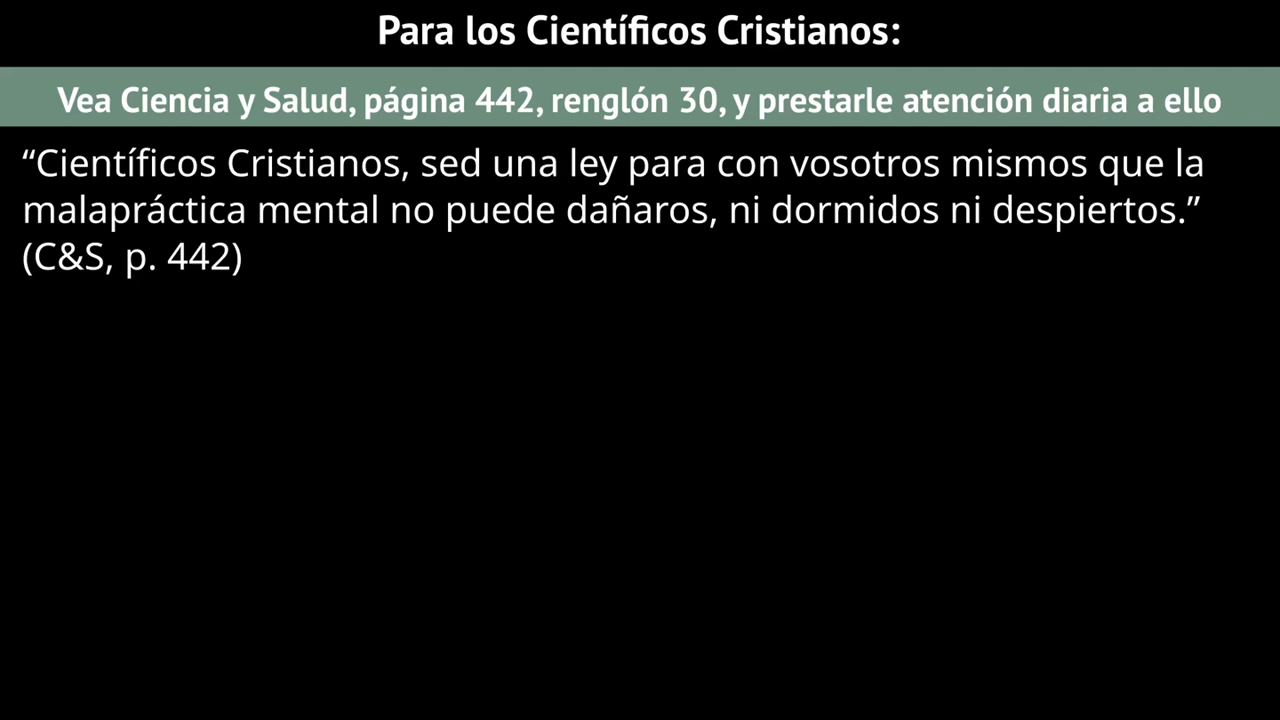 Para los Científicos Cristianos:
Vea Ciencia y Salud, página 442, renglón 30, y prestarle atención diaria a ello
“Científicos Cristianos, sed una ley para con vosotros mismos que la
malapráctica mental no puede dañaros, ni dormidos ni despiertos.”
(C&S, p. 442)